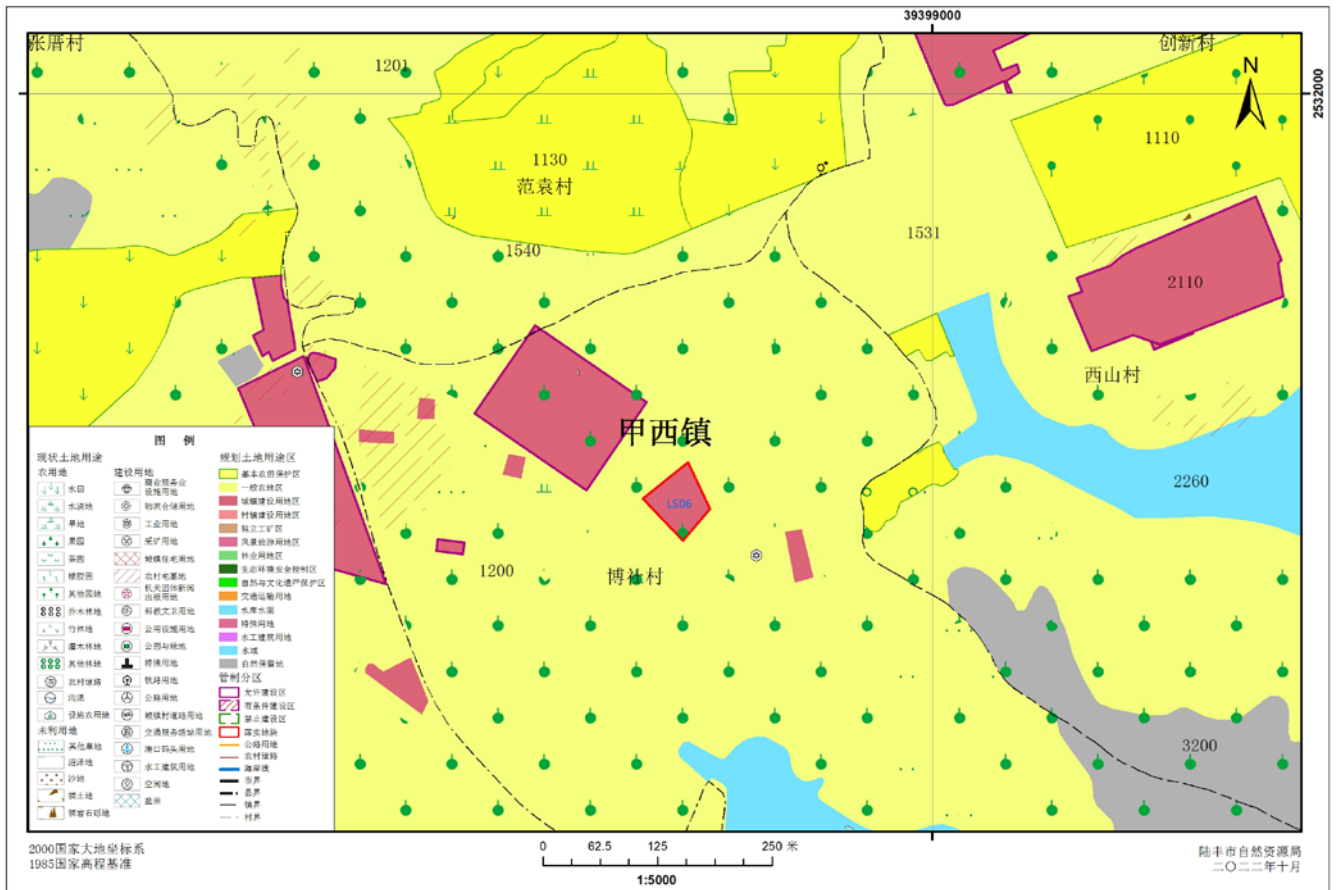 39399000
2532000
张厝村
创新村
1201
N
1130
范袁村
1110
1540
1531
2110
西山村
甲西镇
2260
LS06
1200
博社村
3200
图 例
现状土地用途
农用地
水田
水浇地
旱地
果园
茶园
橡胶园
其他园地
乔木林地
竹林地
灌木林地
其他林地
农村道路
沟渠
设施农用地
未利用地
其他草地
沼泽地
沙地
裸土地
裸岩石砾地
建设用地
商业服务业
设施用地
物流仓储用地
工业用地
采矿用地
城镇住宅用地
农村宅基地
机关团体新闻
出版用地
科教文卫用地
公用设施用地
公园与绿地
特殊用地
铁路用地
公路用地
城镇村道路用地
交通服务场站用地
港口码头用地
水工建筑用地
空闲地
盐田
规划土地用途区
基本农田保护区
一般农地区
城镇建设用地区
村镇建设用地区
独立工矿区
风景旅游用地区
林业用地区
生态环境安全控制区
自然与文化遗产保护区
交通运输用地
水库水面
特殊用地
水工建筑用地
水域
自然保留地
管制分区
允许建设区
有条件建设区
禁止建设区
落实地块
公路用地
农村道路
海岸线
市界
县界
镇界
村界
2000国家大地坐标系
1985国家高程基准
0 62.5 125 250 米
1:5000
陆丰市自然资源局
二〇二二年十月